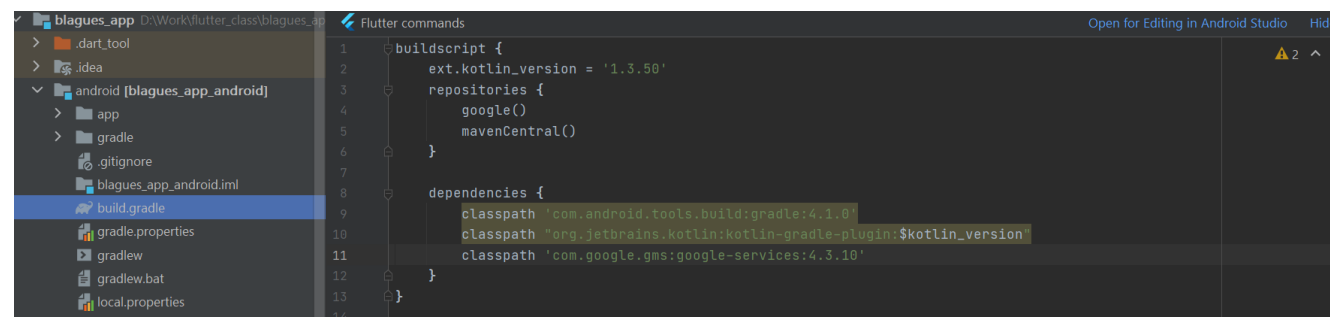 blagues_app D:\Work\flutter_class\blagues_ap
.dart_tool
.idea
android [blagues_app_android]
app
gradle
.gitignore
blagues_app_android.iml
build.gradle
gradle.properties
gradlew
gradlew.bat
local.properties
Flutter commands Open for Editing in Android Studio Hid
2
1 buildscript {
2 ext.kotlin_version = '1.3.50'
3 repositories {
4 google()
5 mavenCentral()
6 }
7
8 dependencies {
9 classpath 'com.android.tools.build:gradle:4.1.0'
10 classpath "org.jetbrains.kotlin:kotlin-gradle-plugin:$kotlin_version"
11 classpath 'com.google.gms:google-services:4.3.10'
12 }
13 }